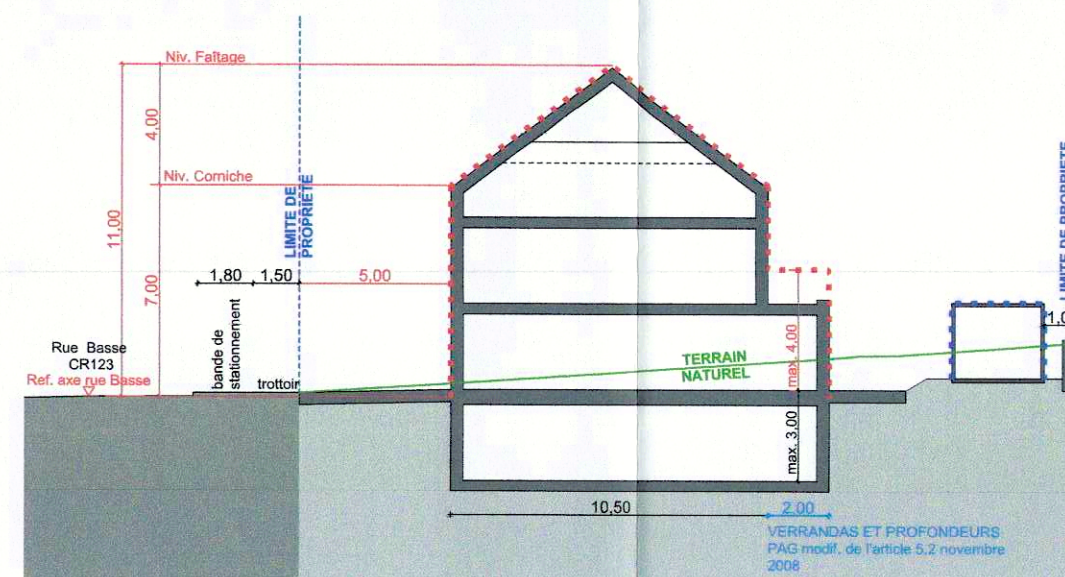 Niv. Faîtage
4,00
11,00
Niv. Corniche
LIMITE DE
PROPRIETE
7,00
1,80
1,50
5,00
bande de
stationnement
trottoir
Rue Basse
CR123
Ref. axe rue Basse
TERRAIN
NATUREL
max. 4,00
max. 3,00
LIMITE DE PROPRIETE
10,50
2,00
VERRANDAS ET PROFONDEURS
PAG modif. de l'article 5.2 novembre
2008